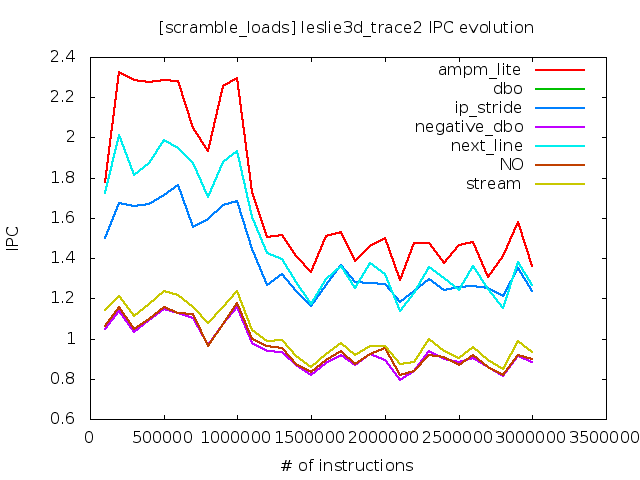 [scramble_loads] leslie3d_trace2 IPC evolution
2.4
2.2
2
1.8
1.6
1.4
1.2
1
0.8
0.6
IPC
ampm_lite
dbo
ip_stride
negative_dbo
next_line
NO
stream
0 500000 1000000 1500000 2000000 2500000 3000000 3500000
# of instructions